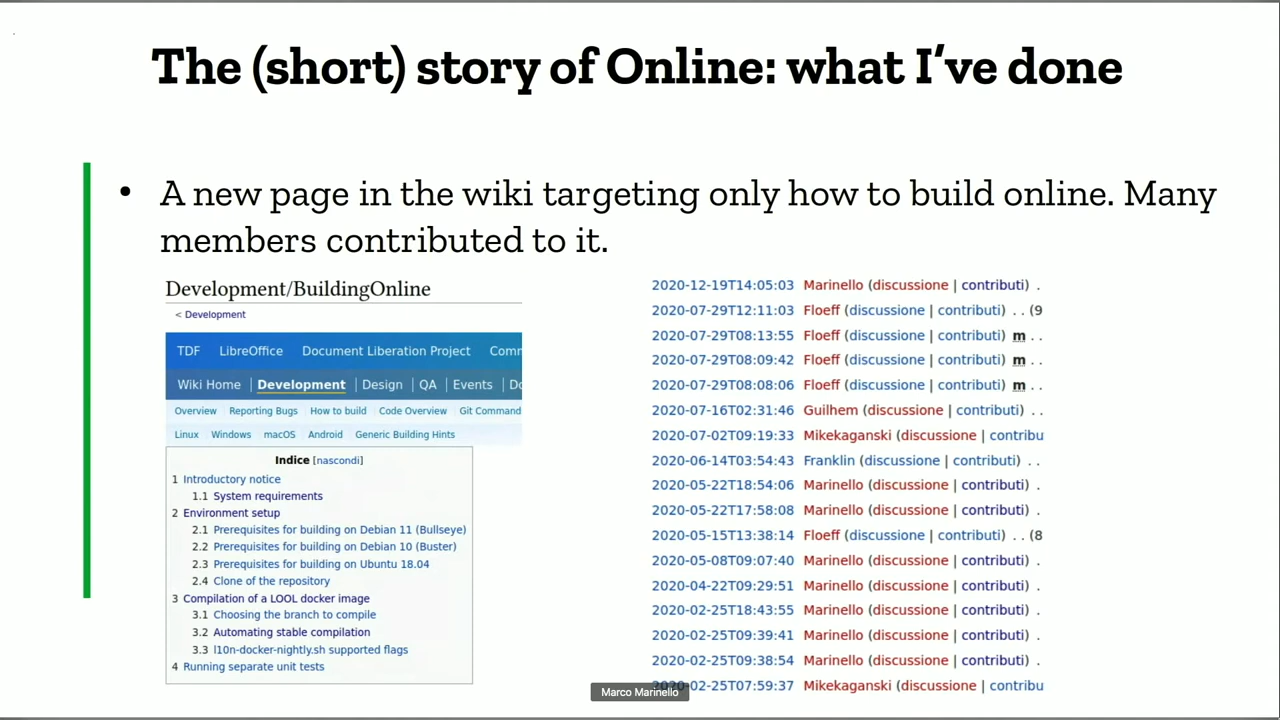 The (short) story of Online: what I've done
• A new page in the wiki targeting only how to build online. Many
members contributed to it.
Development/BuildingOnline
< Development
TDF LibreOffice Document Liberation Project
Wiki Home | Development | Design | QA | Events
Overview Reporting Bugs How to build Code Overview Git Command
Linux Windows macOS Android Generic Building Hints
Indice [nascondi]
1 Introductory notice
1.1 System requirements
2 Environment setup
2.1 Prerequisites for building on Debian 11 (Bullseye)
2.2 Prerequisites for building on Debian 10 (Buster)
2.3 Prerequisites for building on Ubuntu 18.04
2.4 Clone of the repository
3 Compilation of a LOOL docker image
3.1 Choosing the branch to compile
3.2 Automating stable compilation
3.3 l10n-docker-nightly.sh supported flags
4 Running separate unit tests
2020-12-19T14:05:03 Marinello (discussione | contributi) .
2020-07-29T12:11:03 Floeff (discussione | contributi) . . (9
2020-07-29T08:13:55 Floeff (discussione | contributi) m . .
2020-07-29T08:09:42 Floeff (discussione | contributi) m . .
2020-07-29T08:08:06 Floeff (discussione | contributi) m . .
2020-07-16T02:31:46 Guilhem (discussione | contributi) . .
2020-07-02T09:19:33 Mikekaganski (discussione | contribu
2020-06-14T03:54:43 Franklin (discussione | contributi) . .
2020-05-22T18:54:06 Marinello (discussione | contributi) .
2020-05-22T17:58:08 Marinello (discussione | contributi) .
2020-05-15T13:38:14 Floeff (discussione | contributi) . . (8
2020-05-08T09:07:40 Marinello (discussione | contributi) .
2020-04-22T09:29:51 Marinello (discussione | contributi) .
2020-02-25T18:43:55 Marinello (discussione | contributi) .
2020-02-25T09:39:41 Marinello (discussione | contributi) .
2020-02-25T09:38:54 Marinello (discussione | contributi) .
02-25T07:59:37 Mikekaganski (discussione | contribu
Marco Marinello